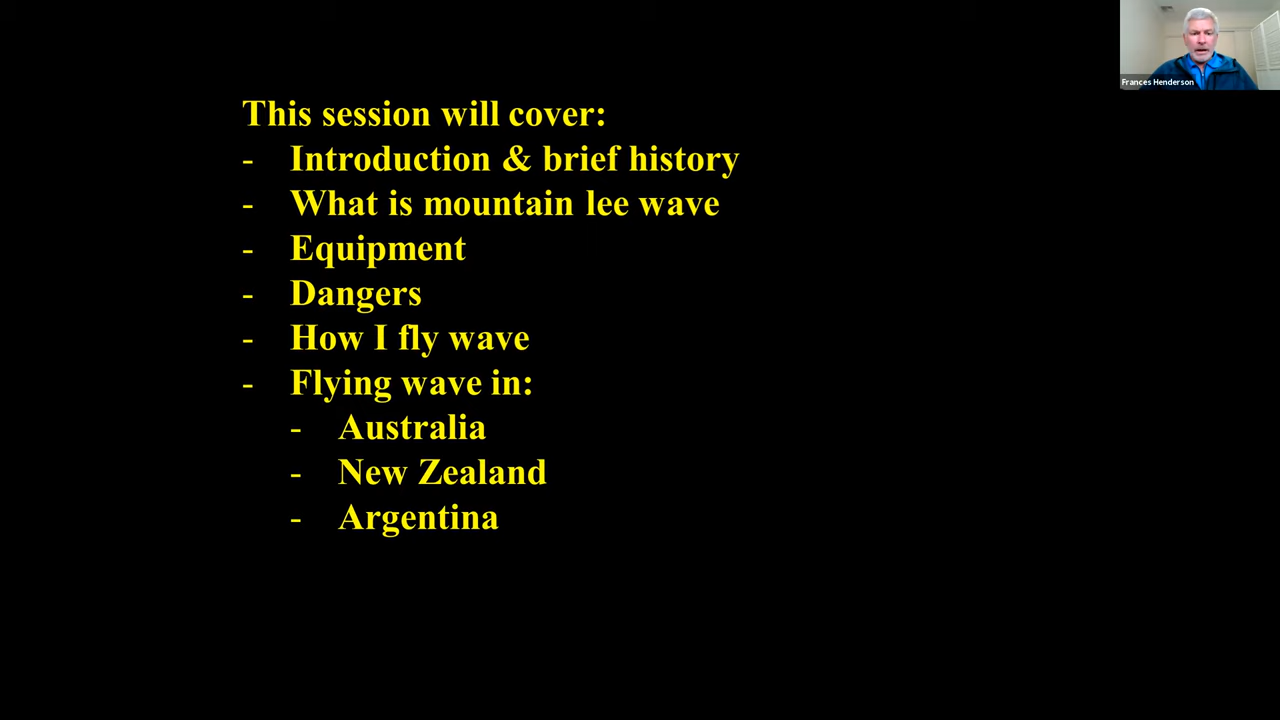 This session will cover:
- Introduction & brief history
- What is mountain lee wave
- Equipment
- Dangers
- How I fly wave
- Flying wave in:
- Australia
- New Zealand
- Argentina
Frances Henderson